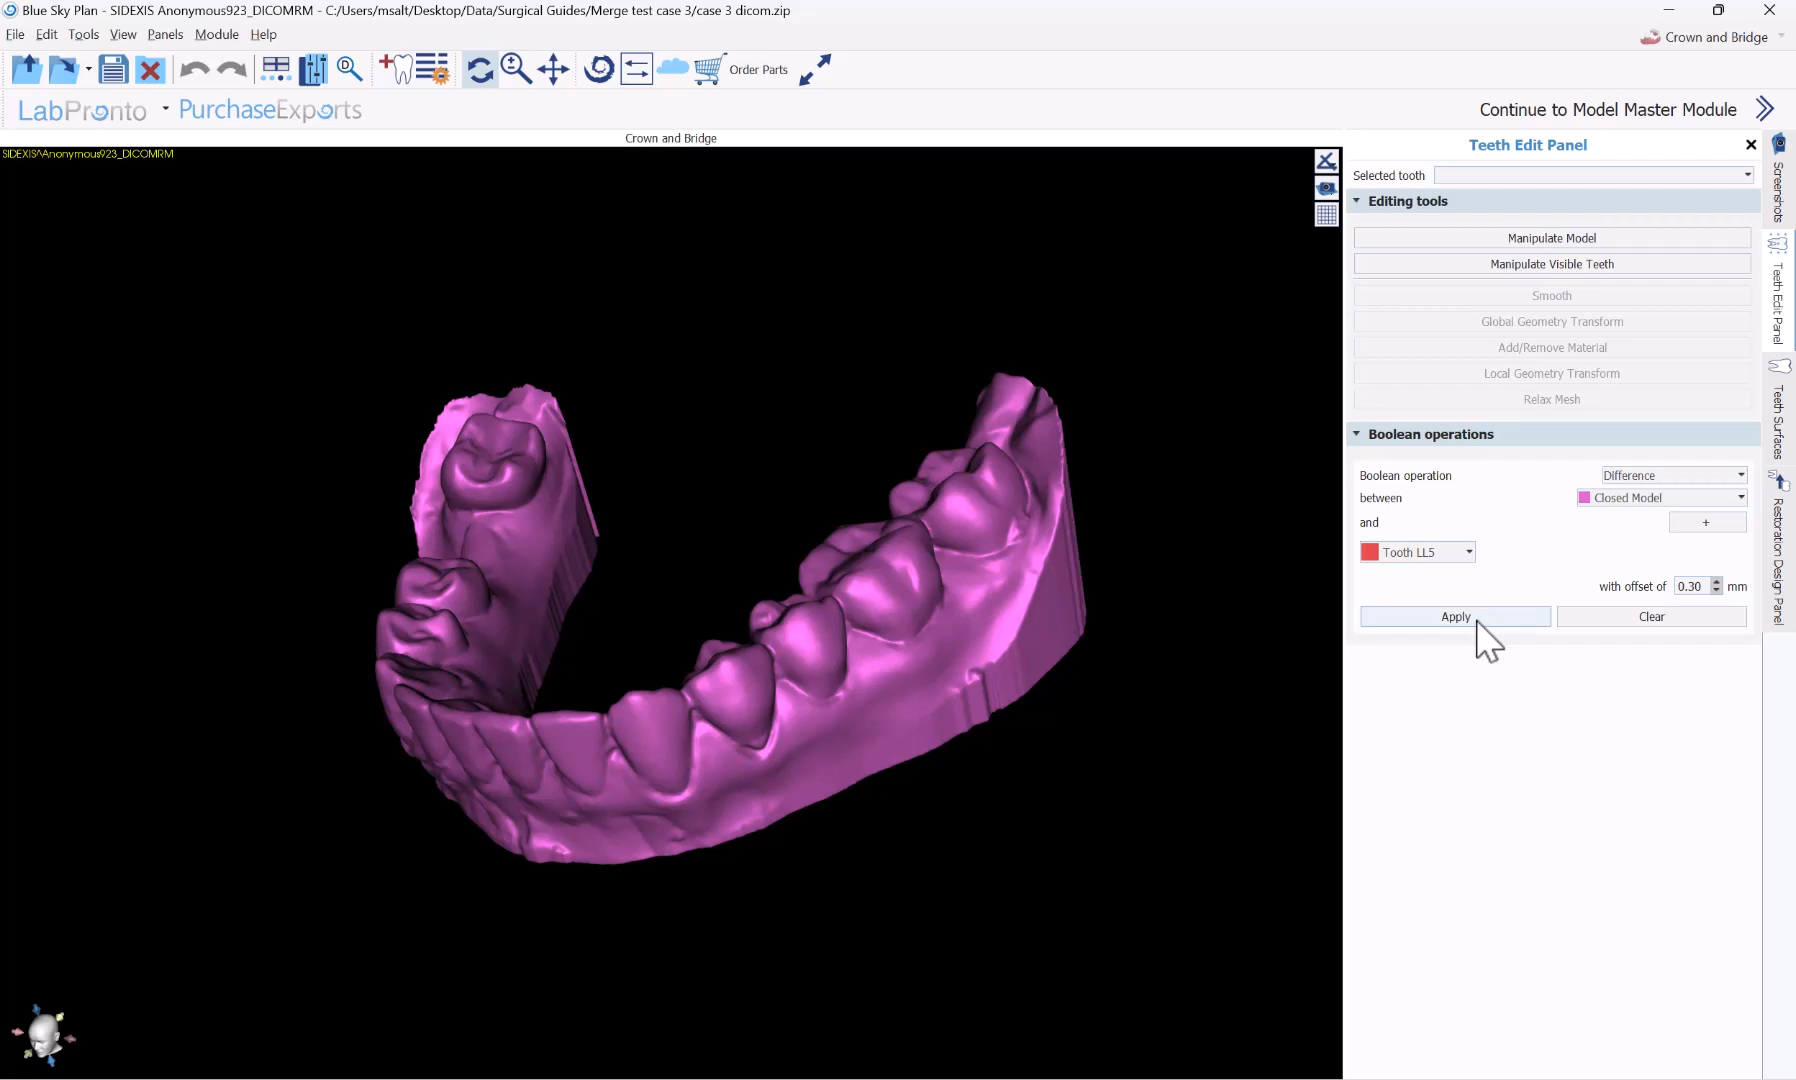 Blue Sky Plan - SIDEXIS Anonymous923_DICOMRM - C:/Users/msalt/Desktop/Data/Surgical Guides/Merge test case 3/case 3 dicom.zip
File Edit Tools View Panels Module Help
Crown and Bridge
D
Order Parts
LabPronto
PurchaseExports
Continue to Model Master Module
Crown and Bridge
SIDEXIS^Anonymous923_DICOMRM
Teeth Edit Panel
Selected tooth
Editing tools
Manipulate Model
Manipulate Visible Teeth
Smooth
Global Geometry Transform
Add/Remove Material
Local Geometry Transform
Relax Mesh
Boolean operations
Boolean operation Difference
between Closed Model
and +
Tooth LL5
with offset of 0.30 mm
Apply Clear
Screenshots
Teeth Edit Panel
Teeth Surfaces
Restoration Design Panel